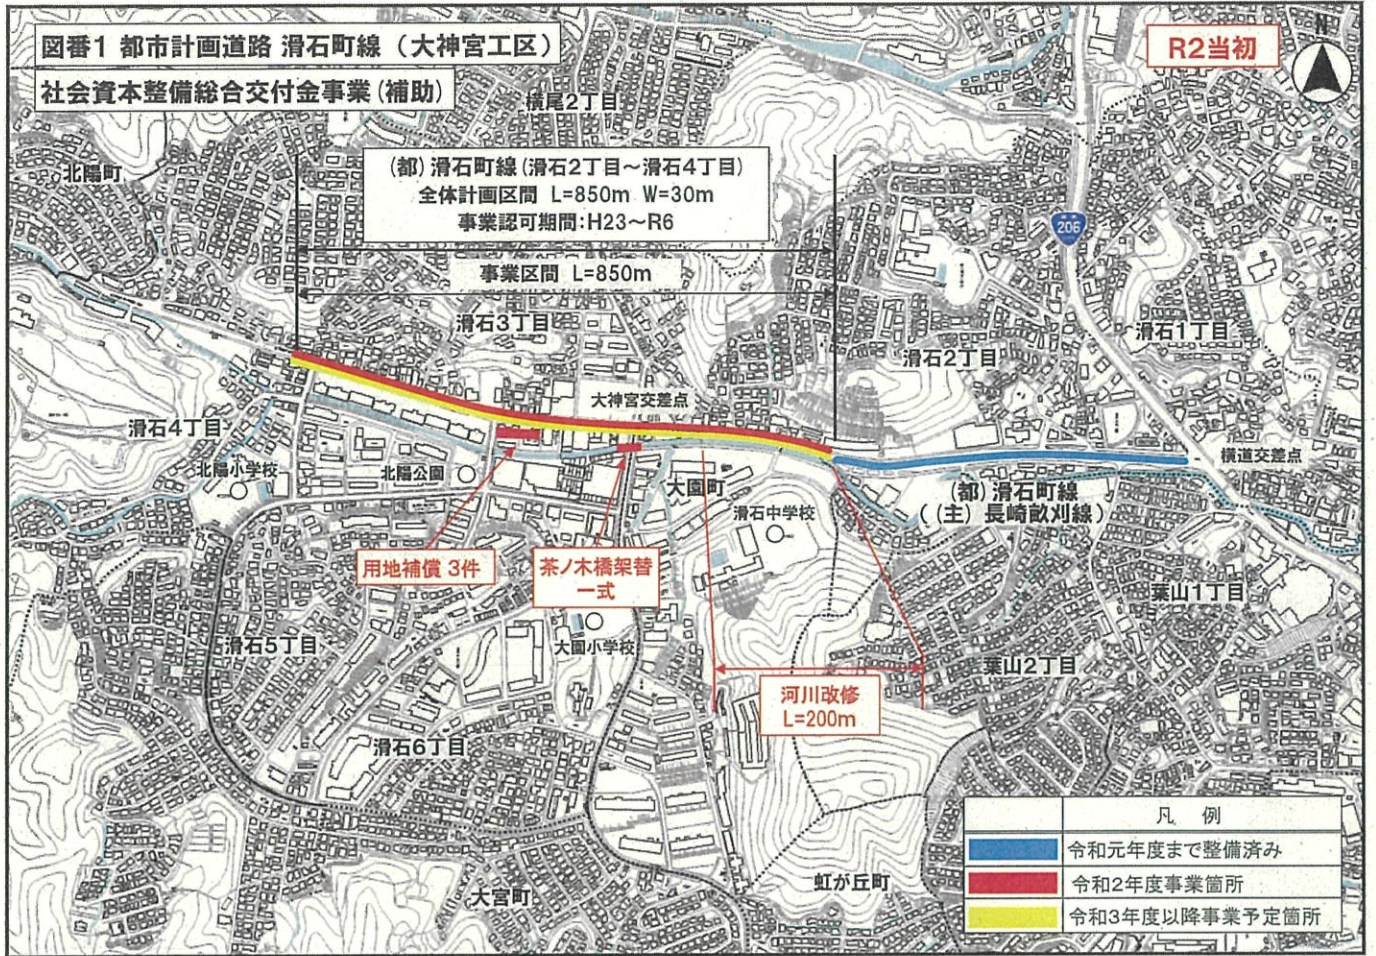 図番1 都市計画道路 滑石町線 (大神宮工区)
社会資本整備総合交付金事業(補助)
R2当初
N
横尾2丁目
北陽町
(都)滑石町線(滑石2丁目～滑石4丁目)
全体計画区間 L=850m W=30m
事業認可期間:H23～R6
事業区間 L=850m
206
滑石3丁目
滑石1丁目
滑石2丁目
大神宮交差点
滑石4丁目
北陽小学校
北陽公園
大園町
滑石中学校
横道交差点
(都)滑石町線
((主)長崎畝刈線)
用地補償 3件
茶ノ木橋架替
一式
葉山1丁目
滑石5丁目
大園小学校
葉山2丁目
河川改修
L=200m
滑石6丁目
大宮町
虹が丘町
凡 例
令和元年度まで整備済み
令和2年度事業箇所
令和3年度以降事業予定箇所